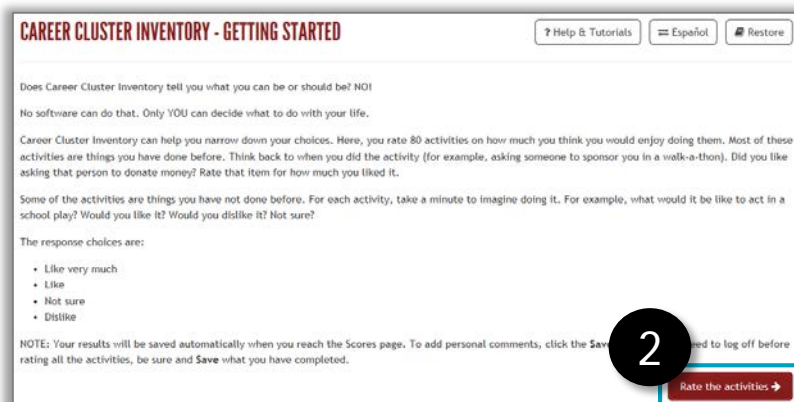 CAREER CLUSTER INVENTORY - GETTING STARTED
? Help & Tutorials
Español
Restore
Does Career Cluster Inventory tell you what you can be or should be? NO!
No software can do that. Only YOU can decide what to do with your life.
Career Cluster Inventory can help you narrow down your choices. Here, you rate 80 activities on how much you think you would enjoy doing them. Most of these
activities are things you have done before. Think back to when you did the activity (for example, asking someone to sponsor you in a walk-a-thon). Did you like
asking that person to donate money? Rate that item for how much you liked it.
Some of the activities are things you have not done before. For each activity, take a minute to imagine doing it. For example, what would it be like to act in a
school play? Would you like it? Would you dislike it? Not sure?
The response choices are:
• Like very much
• Like
• Not sure
• Dislike
NOTE: Your results will be saved automatically when you reach the Scores page. To add personal comments, click the to log off before
rating all the activities, be sure and Save what you have completed.
2
Rate the activities →